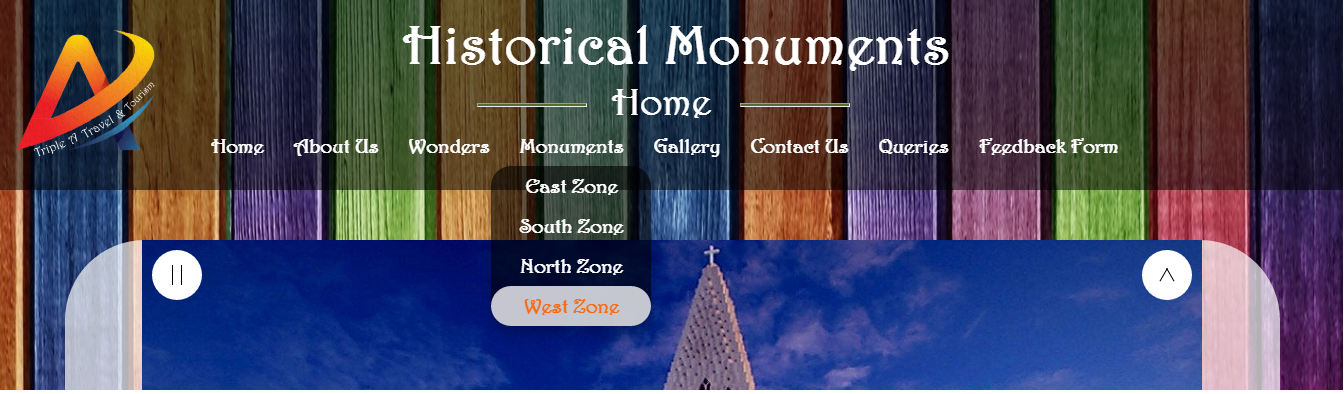 Historical Monuments
Home
Triple A Travel & Tourism
Home About Us Wonders Monuments Gallery Contact Us Queries Feedback Form
East Zone
South Zone
North Zone
West Zone